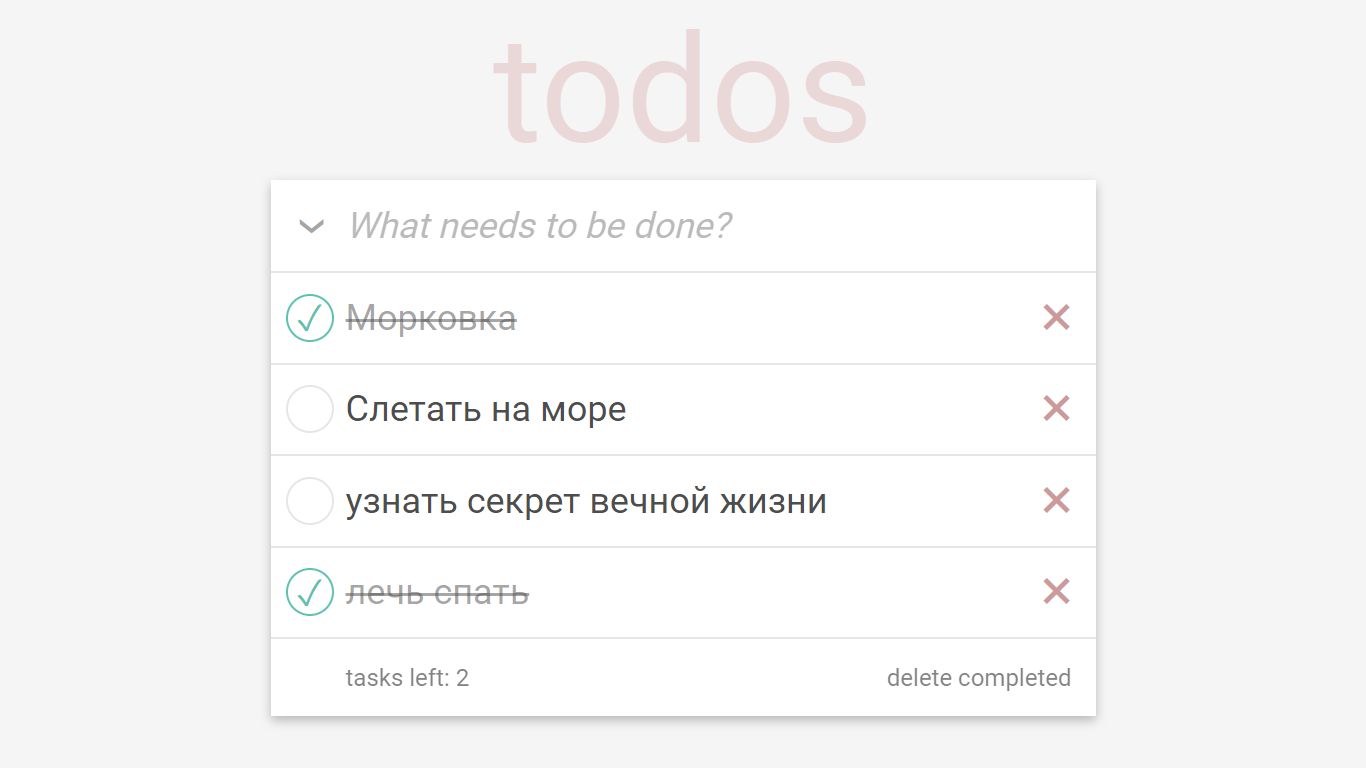 todos
What needs to be done?
Морковка
Слетать на море
узнать секрет вечной жизни
лечь спать
tasks left: 2
delete completed